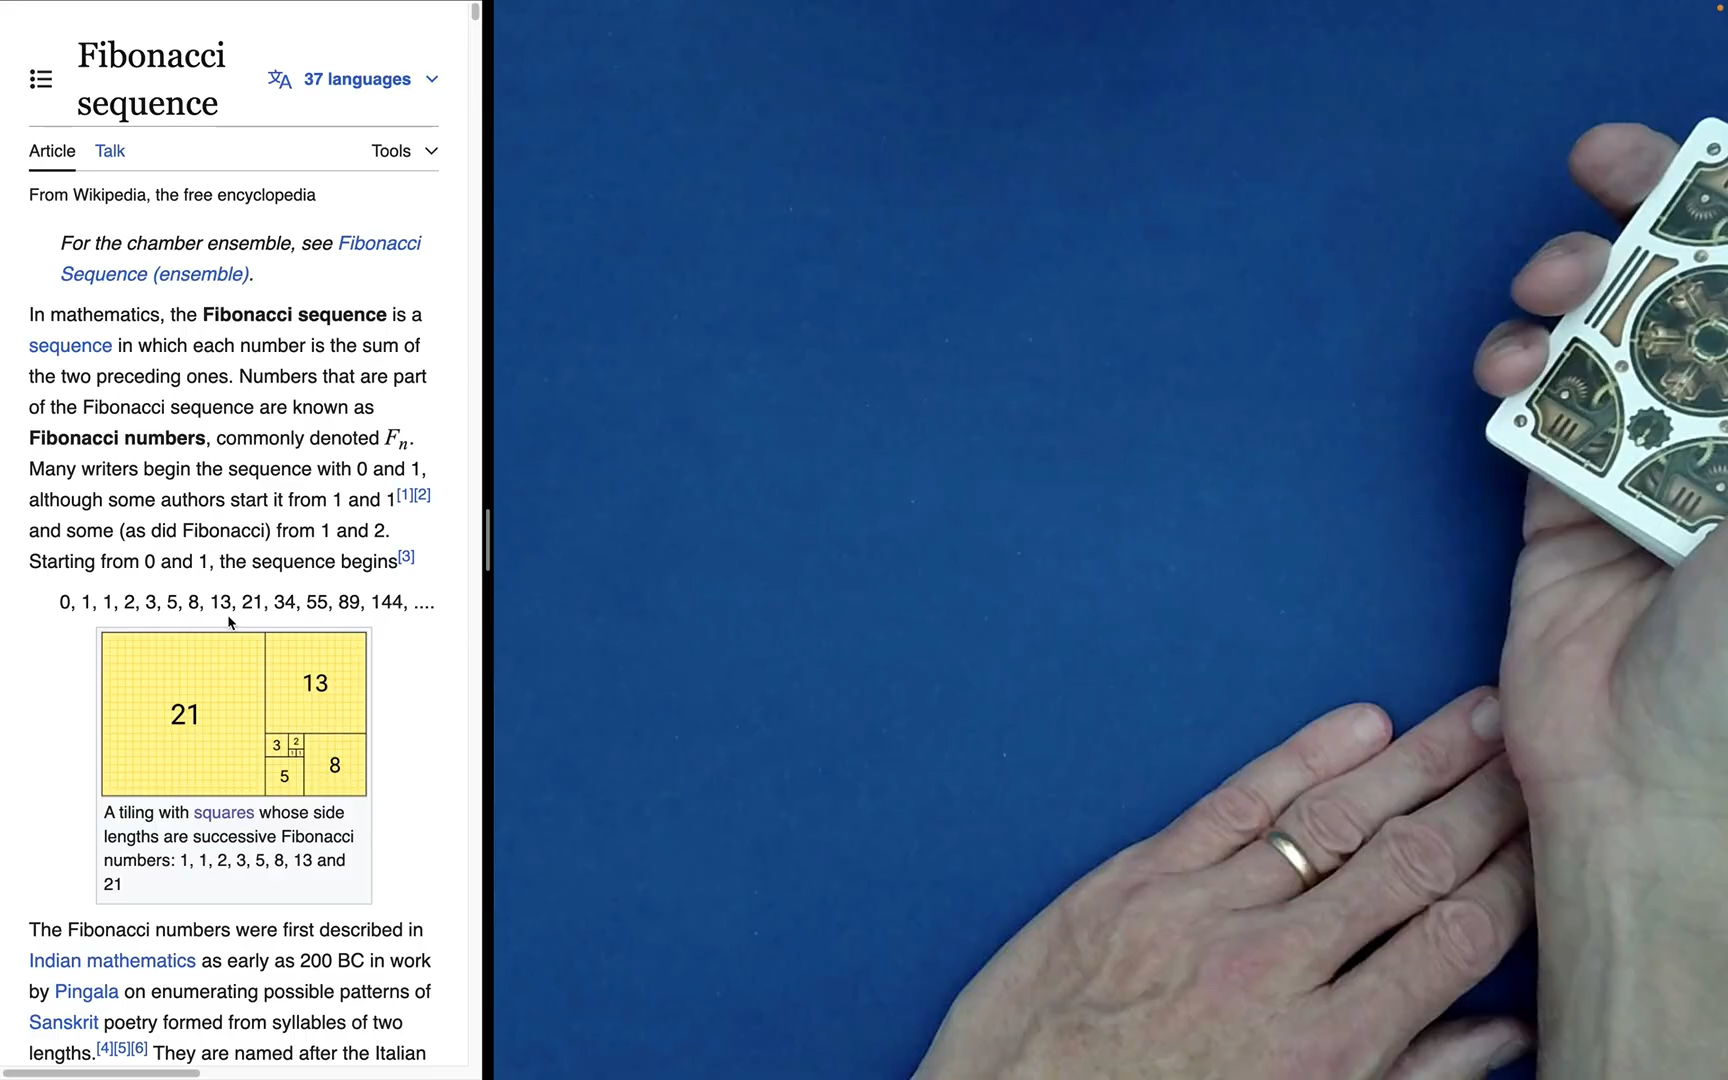 Fibonacci
sequence
37 languages
Article Talk Tools
From Wikipedia, the free encyclopedia
For the chamber ensemble, see Fibonacci
Sequence (ensemble).
In mathematics, the Fibonacci sequence is a
sequence in which each number is the sum of
the two preceding ones. Numbers that are part
of the Fibonacci sequence are known as
Fibonacci numbers, commonly denoted Fn.
Many writers begin the sequence with 0 and 1,
although some authors start it from 1 and 1[1][2]
and some (as did Fibonacci) from 1 and 2.
Starting from 0 and 1, the sequence begins[3]
0, 1, 1, 2, 3, 5, 8, 13, 21, 34, 55, 89, 144, ....
21
13
3 2
1 1
5
8
A tiling with squares whose side
lengths are successive Fibonacci
numbers: 1, 1, 2, 3, 5, 8, 13 and
21
The Fibonacci numbers were first described in
Indian mathematics as early as 200 BC in work
by Pingala on enumerating possible patterns of
Sanskrit poetry formed from syllables of two
lengths.[4][5][6] They are named after the Italian